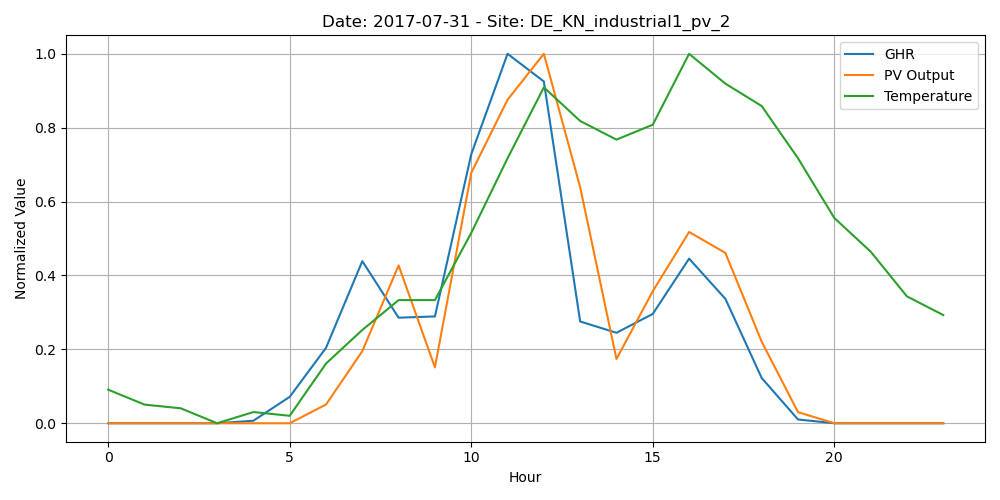 Date: 2017-07-31 - Site: DE_KN_industrial1_pv_2
GHR
PV Output
Temperature
Normalized Value
1.0
0.8
0.6
0.4
0.2
0.0
0 5 10 15 20
Hour